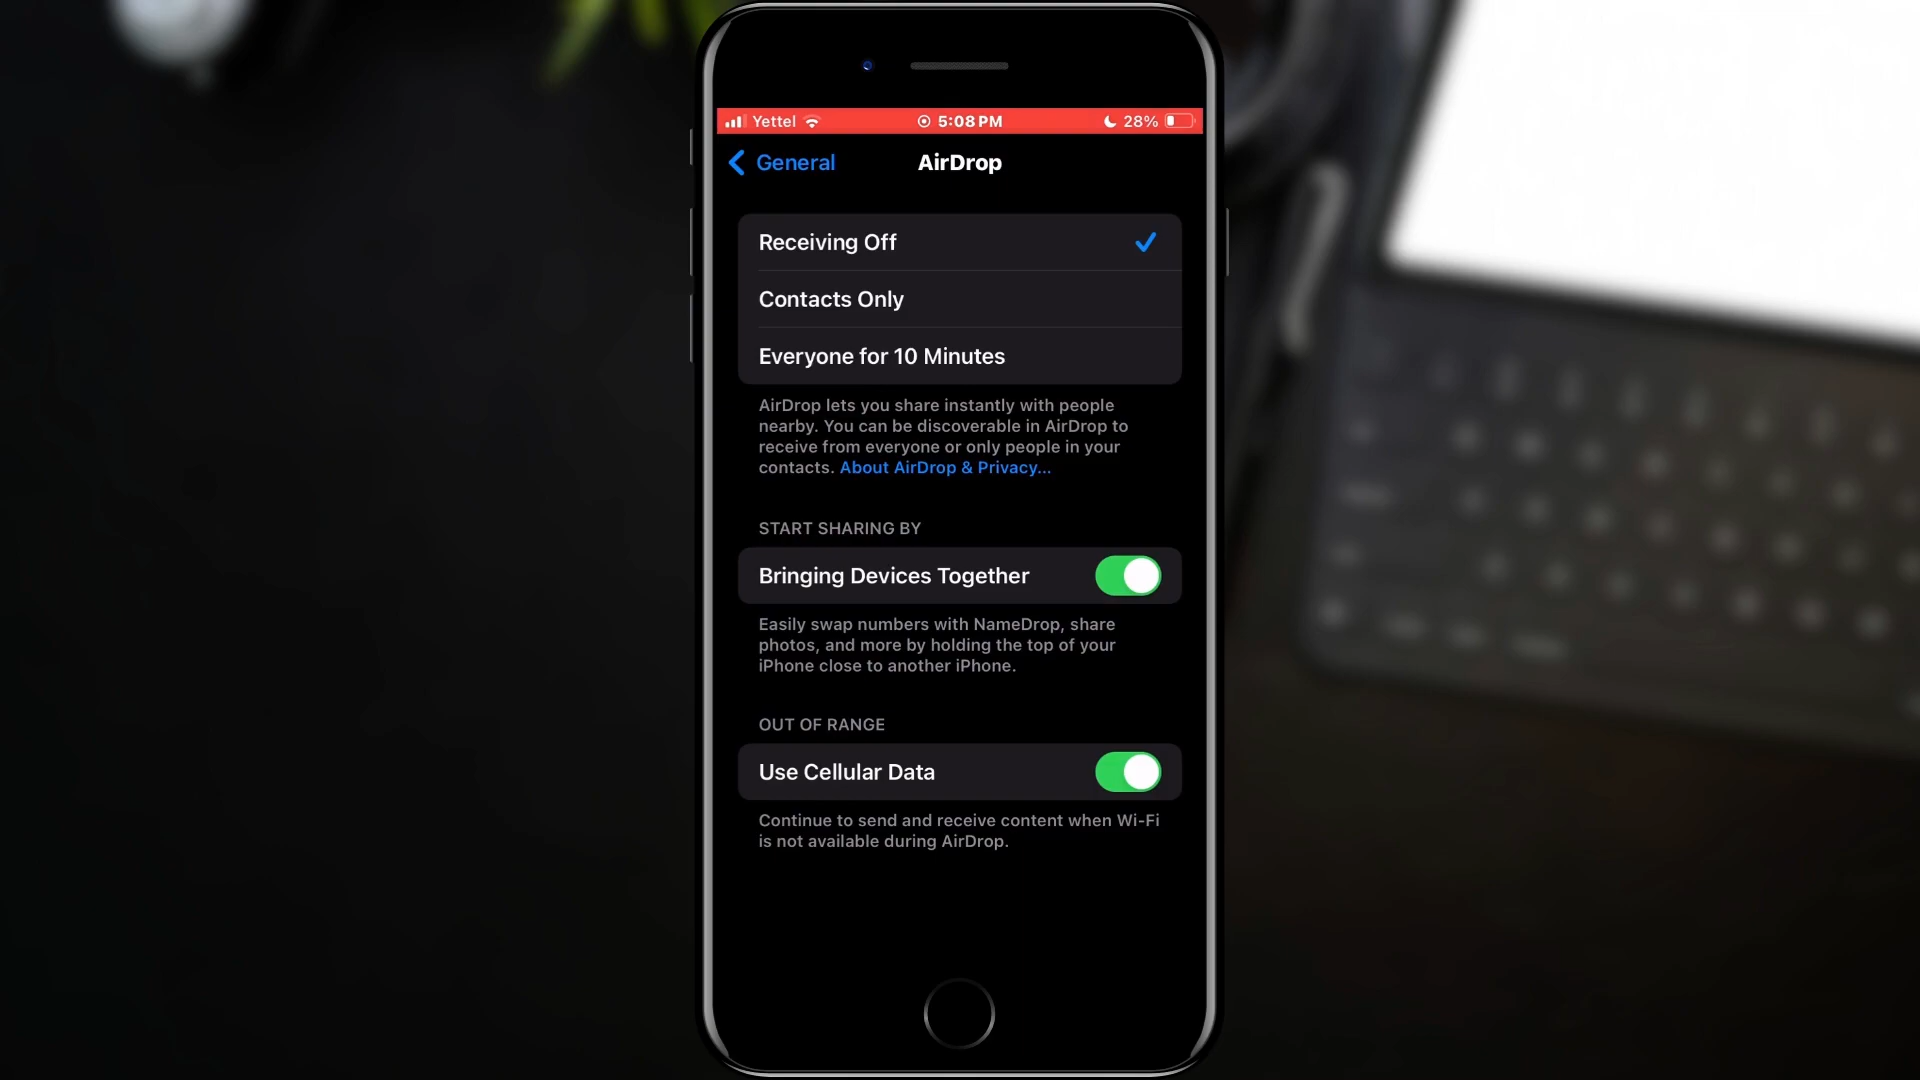 Yettel 5:08 PM 28%
General AirDrop
Receiving Off
Contacts Only
Everyone for 10 Minutes
AirDrop lets you share instantly with people
nearby. You can be discoverable in AirDrop to
receive from everyone or only people in your
contacts. About AirDrop & Privacy...
START SHARING BY
Bringing Devices Together
Easily swap numbers with NameDrop, share
photos, and more by holding the top of your
iPhone close to another iPhone.
OUT OF RANGE
Use Cellular Data
Continue to send and receive content when Wi-Fi
is not available during AirDrop.